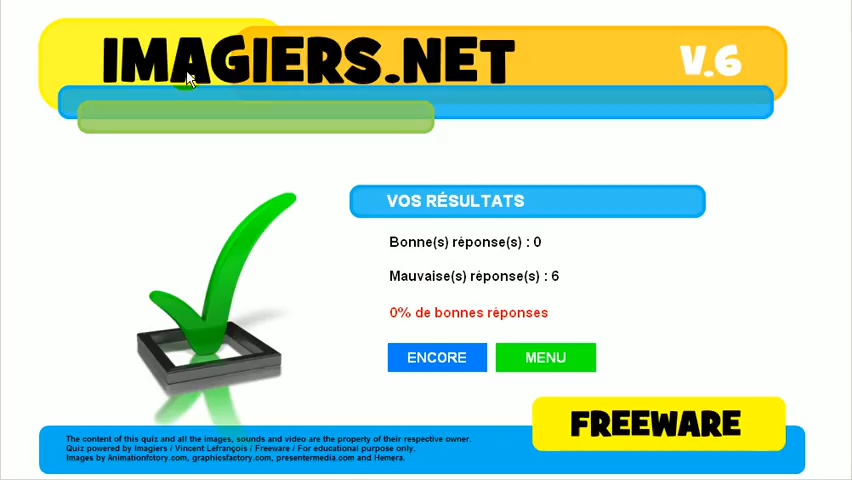 IMAGIERS.NET
V.6
VOS RÉSULTATS
Bonne(s) réponse(s) : 0
Mauvaise(s) réponse(s) : 6
0% de bonnes réponses
ENCORE
MENU
FREEWARE
The content of this quiz and all the images, sounds and video are the property of their respective owner.
Quiz powered by Imagiers / Vincent Lefrançois / Freeware / For educational purpose only.
Images by Animationfctory.com, graphicsfactory.com, presentermedia.com and Hemera.